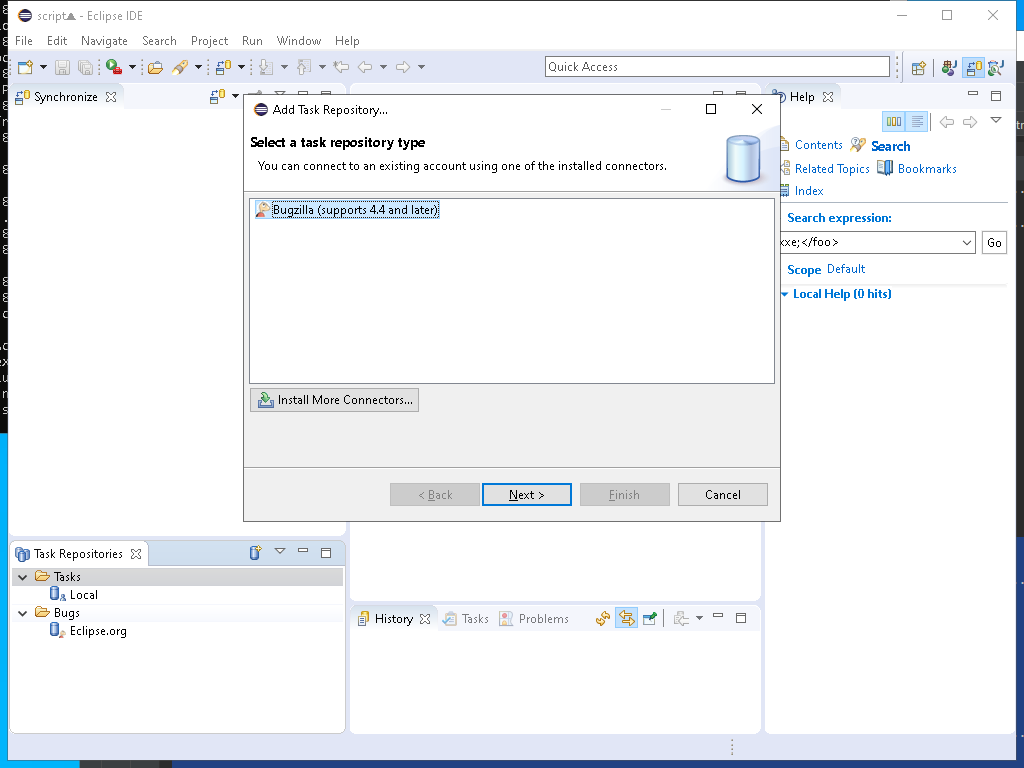 script - Eclipse IDE
File Edit Navigate Search Project Run Window Help
Quick Access
Synchronize
Help
Add Task Repository...
Select a task repository type
You can connect to an existing account using one of the installed connectors.
Bugzilla (supports 4.4 and later)
Install More Connectors...
< Back Next > Finish Cancel
Contents Search
Related Topics Bookmarks
Index
Search expression:
xxe;</foo> Go
Scope Default
Local Help (0 hits)
Task Repositories
Tasks
Local
Bugs
Eclipse.org
History Tasks Problems